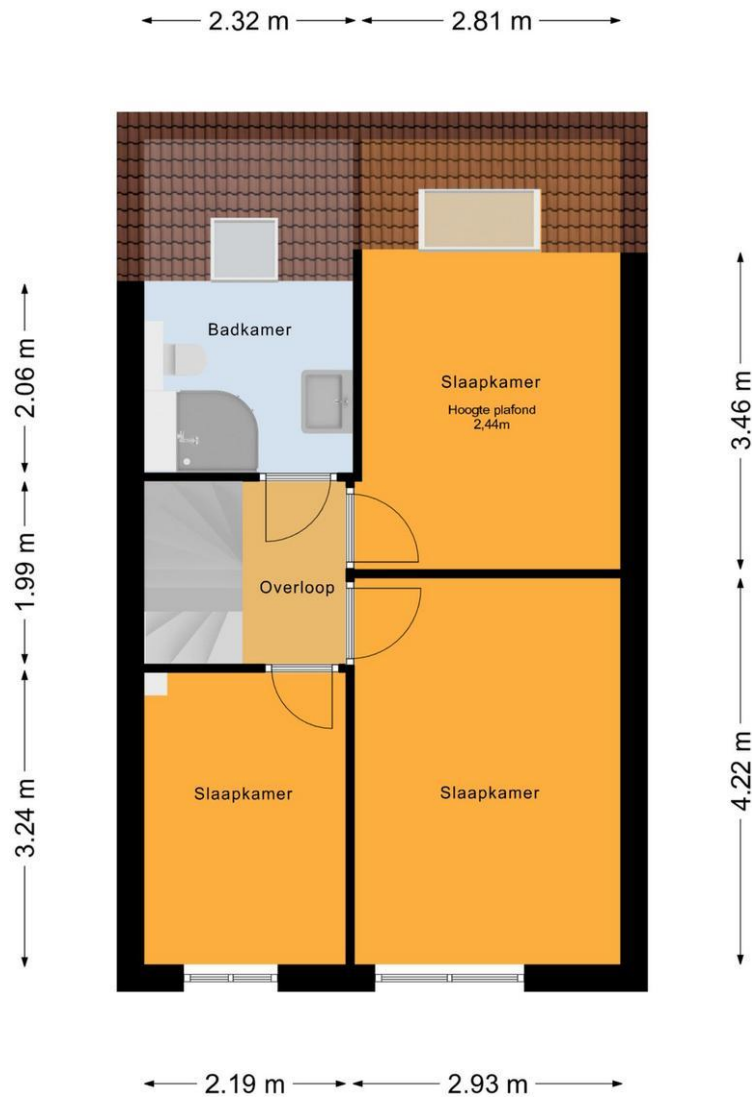 2.32 m
2.81 m
Badkamer
2.06 m
Slaapkamer
Hoogte plafond
2,44m
3.46 m
1.99 m
Overloop
Slaapkamer
Slaapkamer
3.24 m
4.22 m
2.19 m
2.93 m